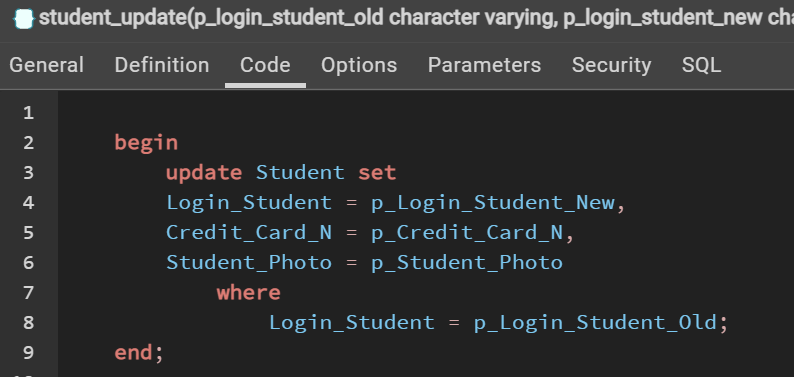 student_update(p_login_student_old character varying, p_login_student_new cha
General Definition Code Options Parameters Security SQL
1
2 begin
3 update Student set
4 Login_Student = p_Login_Student_New,
5 Credit_Card_N = p_Credit_Card_N,
6 Student_Photo = p_Student_Photo
7 where
8 Login_Student = p_Login_Student_Old;
9 end;